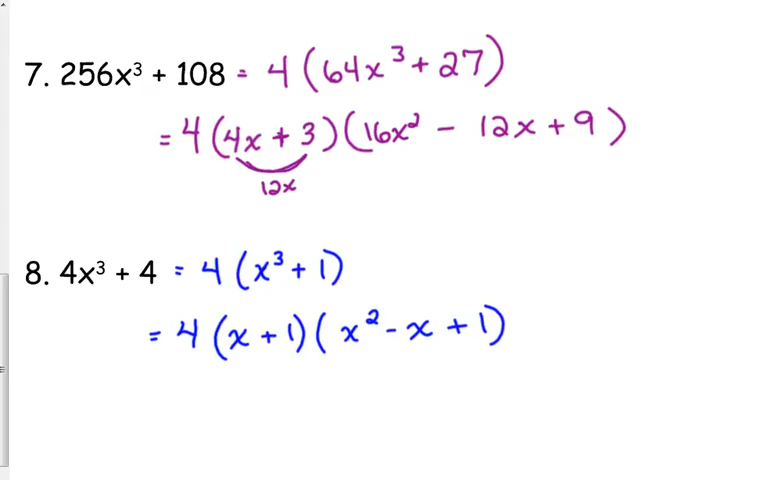 7. 256x³ + 108 = 4(64x³ + 27)
= 4(4x + 3)(16x² - 12x + 9)
12x
8. 4x³ + 4 = 4(x³ + 1)
= 4(x + 1)(x² - x + 1)